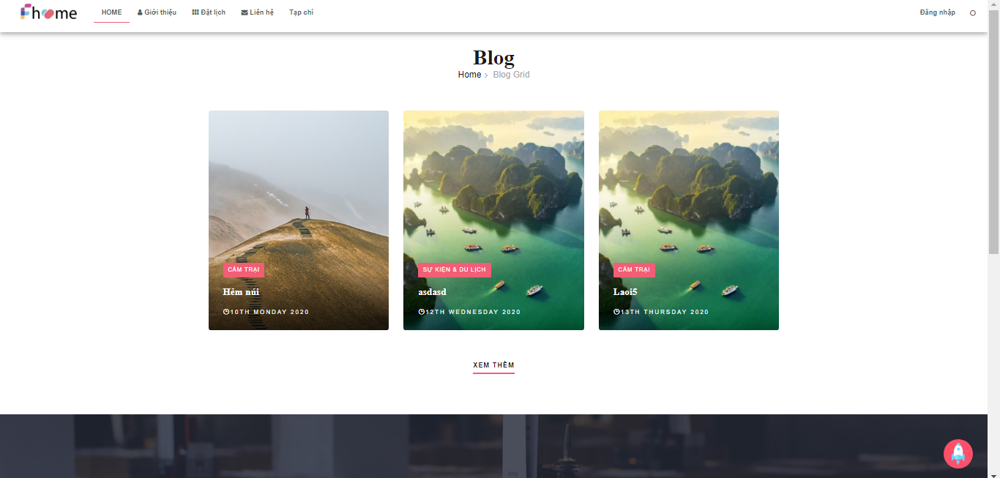 Fhome
HOME
Giới thiệu
Đặt lịch
Liên hệ
Tạp chí
Đăng nhập
Blog
Home > Blog Grid
CẮM TRẠI
Hẻm núi
10TH MONDAY 2020
SỰ KIỆN & DU LỊCH
asdasd
12TH WEDNESDAY 2020
CẮM TRẠI
Laoi5
13TH THURSDAY 2020
XEM THÊM